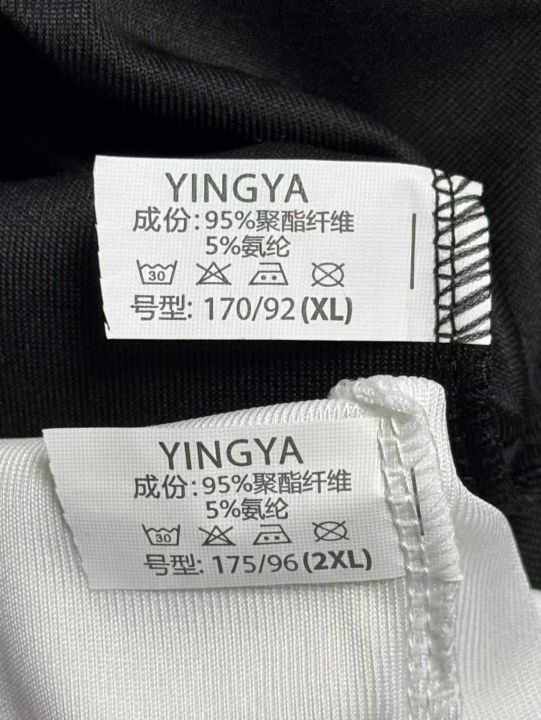 YINGYA
成份: 95%聚酯纤维
5%氨纶
30
号型: 170/92 (XL)
YINGYA
成份: 95%聚酯纤维
5%氨纶
30
号型: 175/96 (2XL)